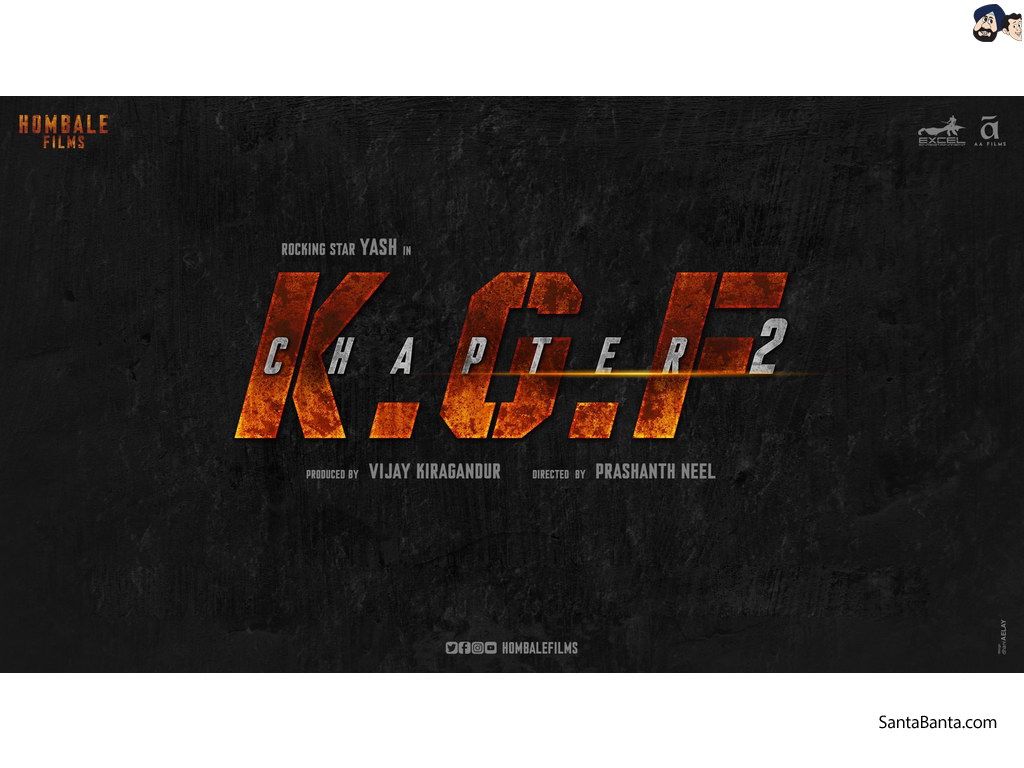 HOMBALE
FILMS
EXCEL
ā
AA FILMS
ROCKING STAR YASH IN
K.G.F
CHAPTER 2
PRODUCED BY VIJAY KIRAGANDUR DIRECTED BY PRASHANTH NEEL
HOMBALEFILMS
SantaBanta.com